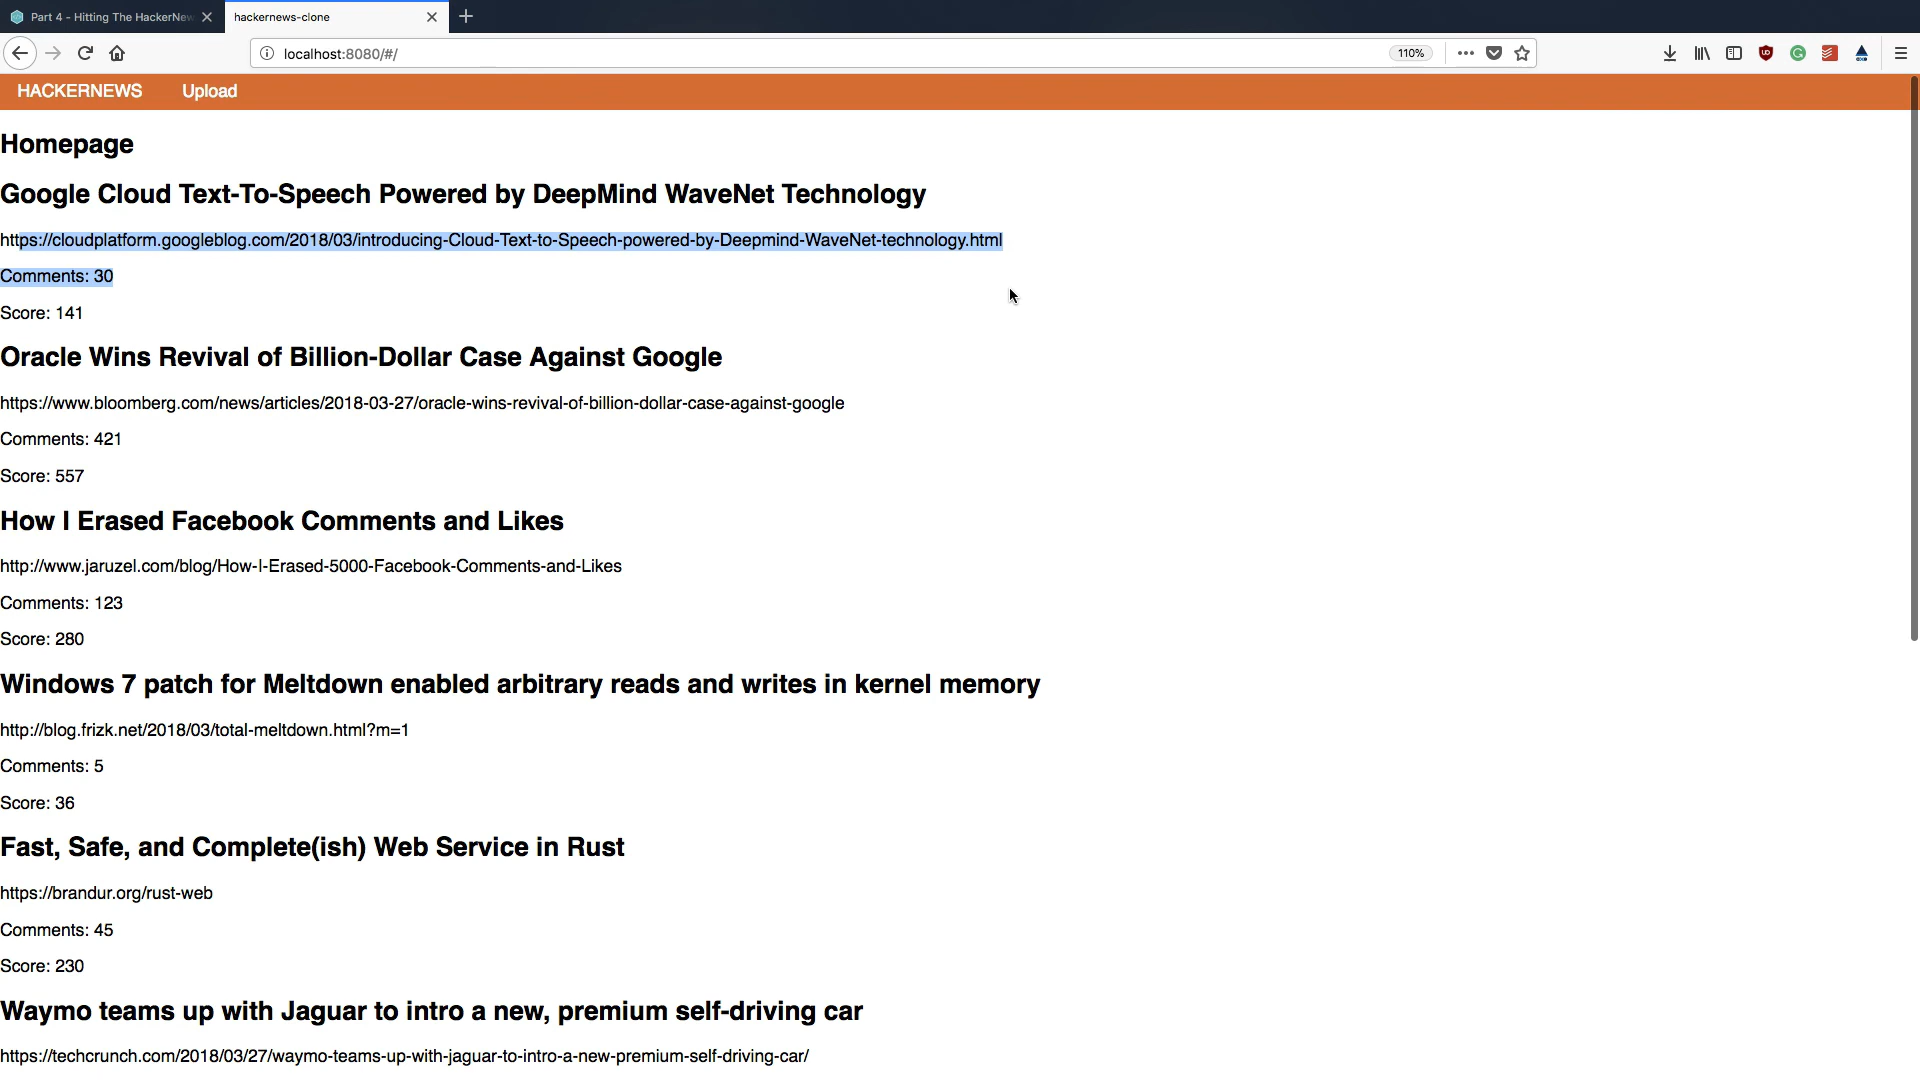 Part 4 - Hitting The HackerNew
hackernews-clone
localhost:8080/#/
110%
HACKERNEWS Upload
Homepage
Google Cloud Text-To-Speech Powered by DeepMind WaveNet Technology
https://cloudplatform.googleblog.com/2018/03/introducing-Cloud-Text-to-Speech-powered-by-Deepmind-WaveNet-technology.html
Comments: 30
Score: 141
Oracle Wins Revival of Billion-Dollar Case Against Google
https://www.bloomberg.com/news/articles/2018-03-27/oracle-wins-revival-of-billion-dollar-case-against-google
Comments: 421
Score: 557
How I Erased Facebook Comments and Likes
http://www.jaruzel.com/blog/How-I-Erased-5000-Facebook-Comments-and-Likes
Comments: 123
Score: 280
Windows 7 patch for Meltdown enabled arbitrary reads and writes in kernel memory
http://blog.frizk.net/2018/03/total-meltdown.html?m=1
Comments: 5
Score: 36
Fast, Safe, and Complete(ish) Web Service in Rust
https://brandur.org/rust-web
Comments: 45
Score: 230
Waymo teams up with Jaguar to intro a new, premium self-driving car
https://techcrunch.com/2018/03/27/waymo-teams-up-with-jaguar-to-intro-a-new-premium-self-driving-car/